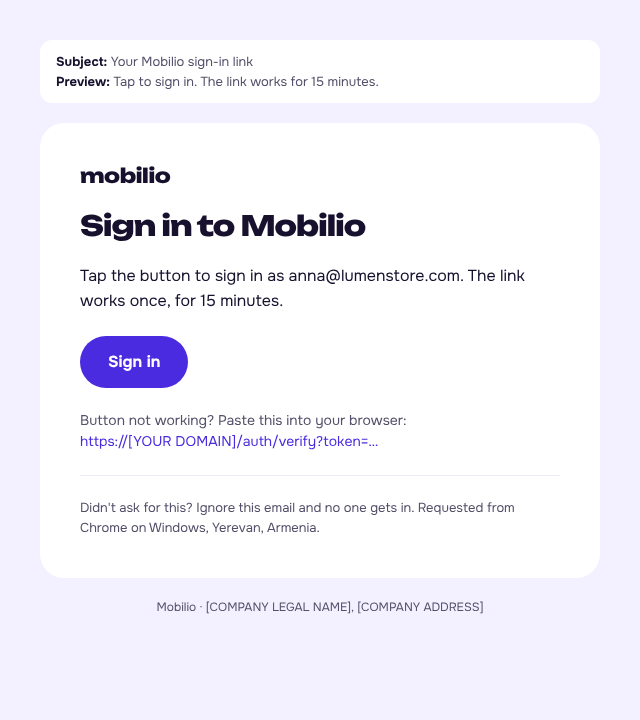 Subject: Your Mobilio sign-in link
Preview: Tap to sign in. The link works for 15 minutes.
mobilio
Sign in to Mobilio
Tap the button to sign in as anna@lumenstore.com. The link
works once, for 15 minutes.
Sign in
Button not working? Paste this into your browser:
https://[YOUR DOMAIN]/auth/verify?token=…
Didn't ask for this? Ignore this email and no one gets in. Requested from
Chrome on Windows, Yerevan, Armenia.
Mobilio · [COMPANY LEGAL NAME], [COMPANY ADDRESS]